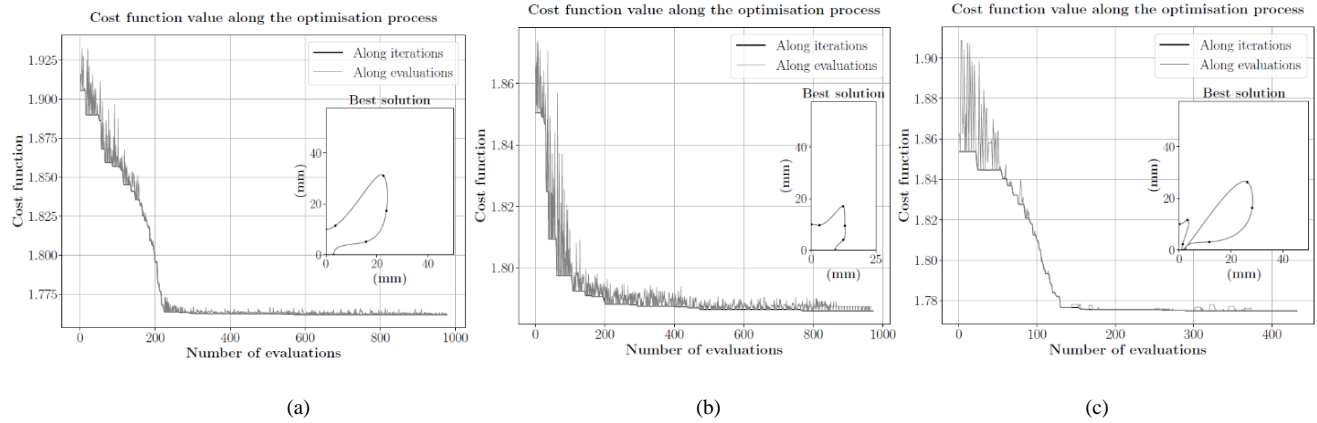 Cost function value along the optimisation process
Along iterations
Along evaluations
Best solution
40
20
0
0
20
40
(mm)
(mm)
1.925
1.900
1.875
1.850
1.825
1.800
1.775
Cost function
0
200
400
600
800
1000
Number of evaluations
(a)
Cost function value along the optimisation process
Along iterations
Along evaluations
Best solution
40
20
0
0
25
(mm)
(mm)
1.86
1.84
1.82
1.80
Cost function
0
200
400
600
800
1000
Number of evaluations
(b)
Cost function value along the optimisation process
Along iterations
Along evaluations
Best solution
40
20
0
0
20
40
(mm)
(mm)
1.90
1.88
1.86
1.84
1.82
1.80
1.78
Cost function
0
100
200
300
400
Number of evaluations
(c)